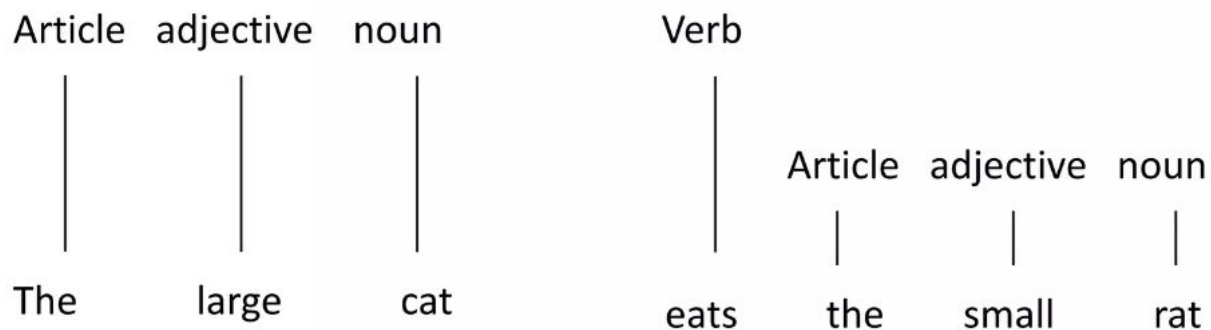 Article adjective noun Verb
Article adjective noun
The large cat eats the small rat